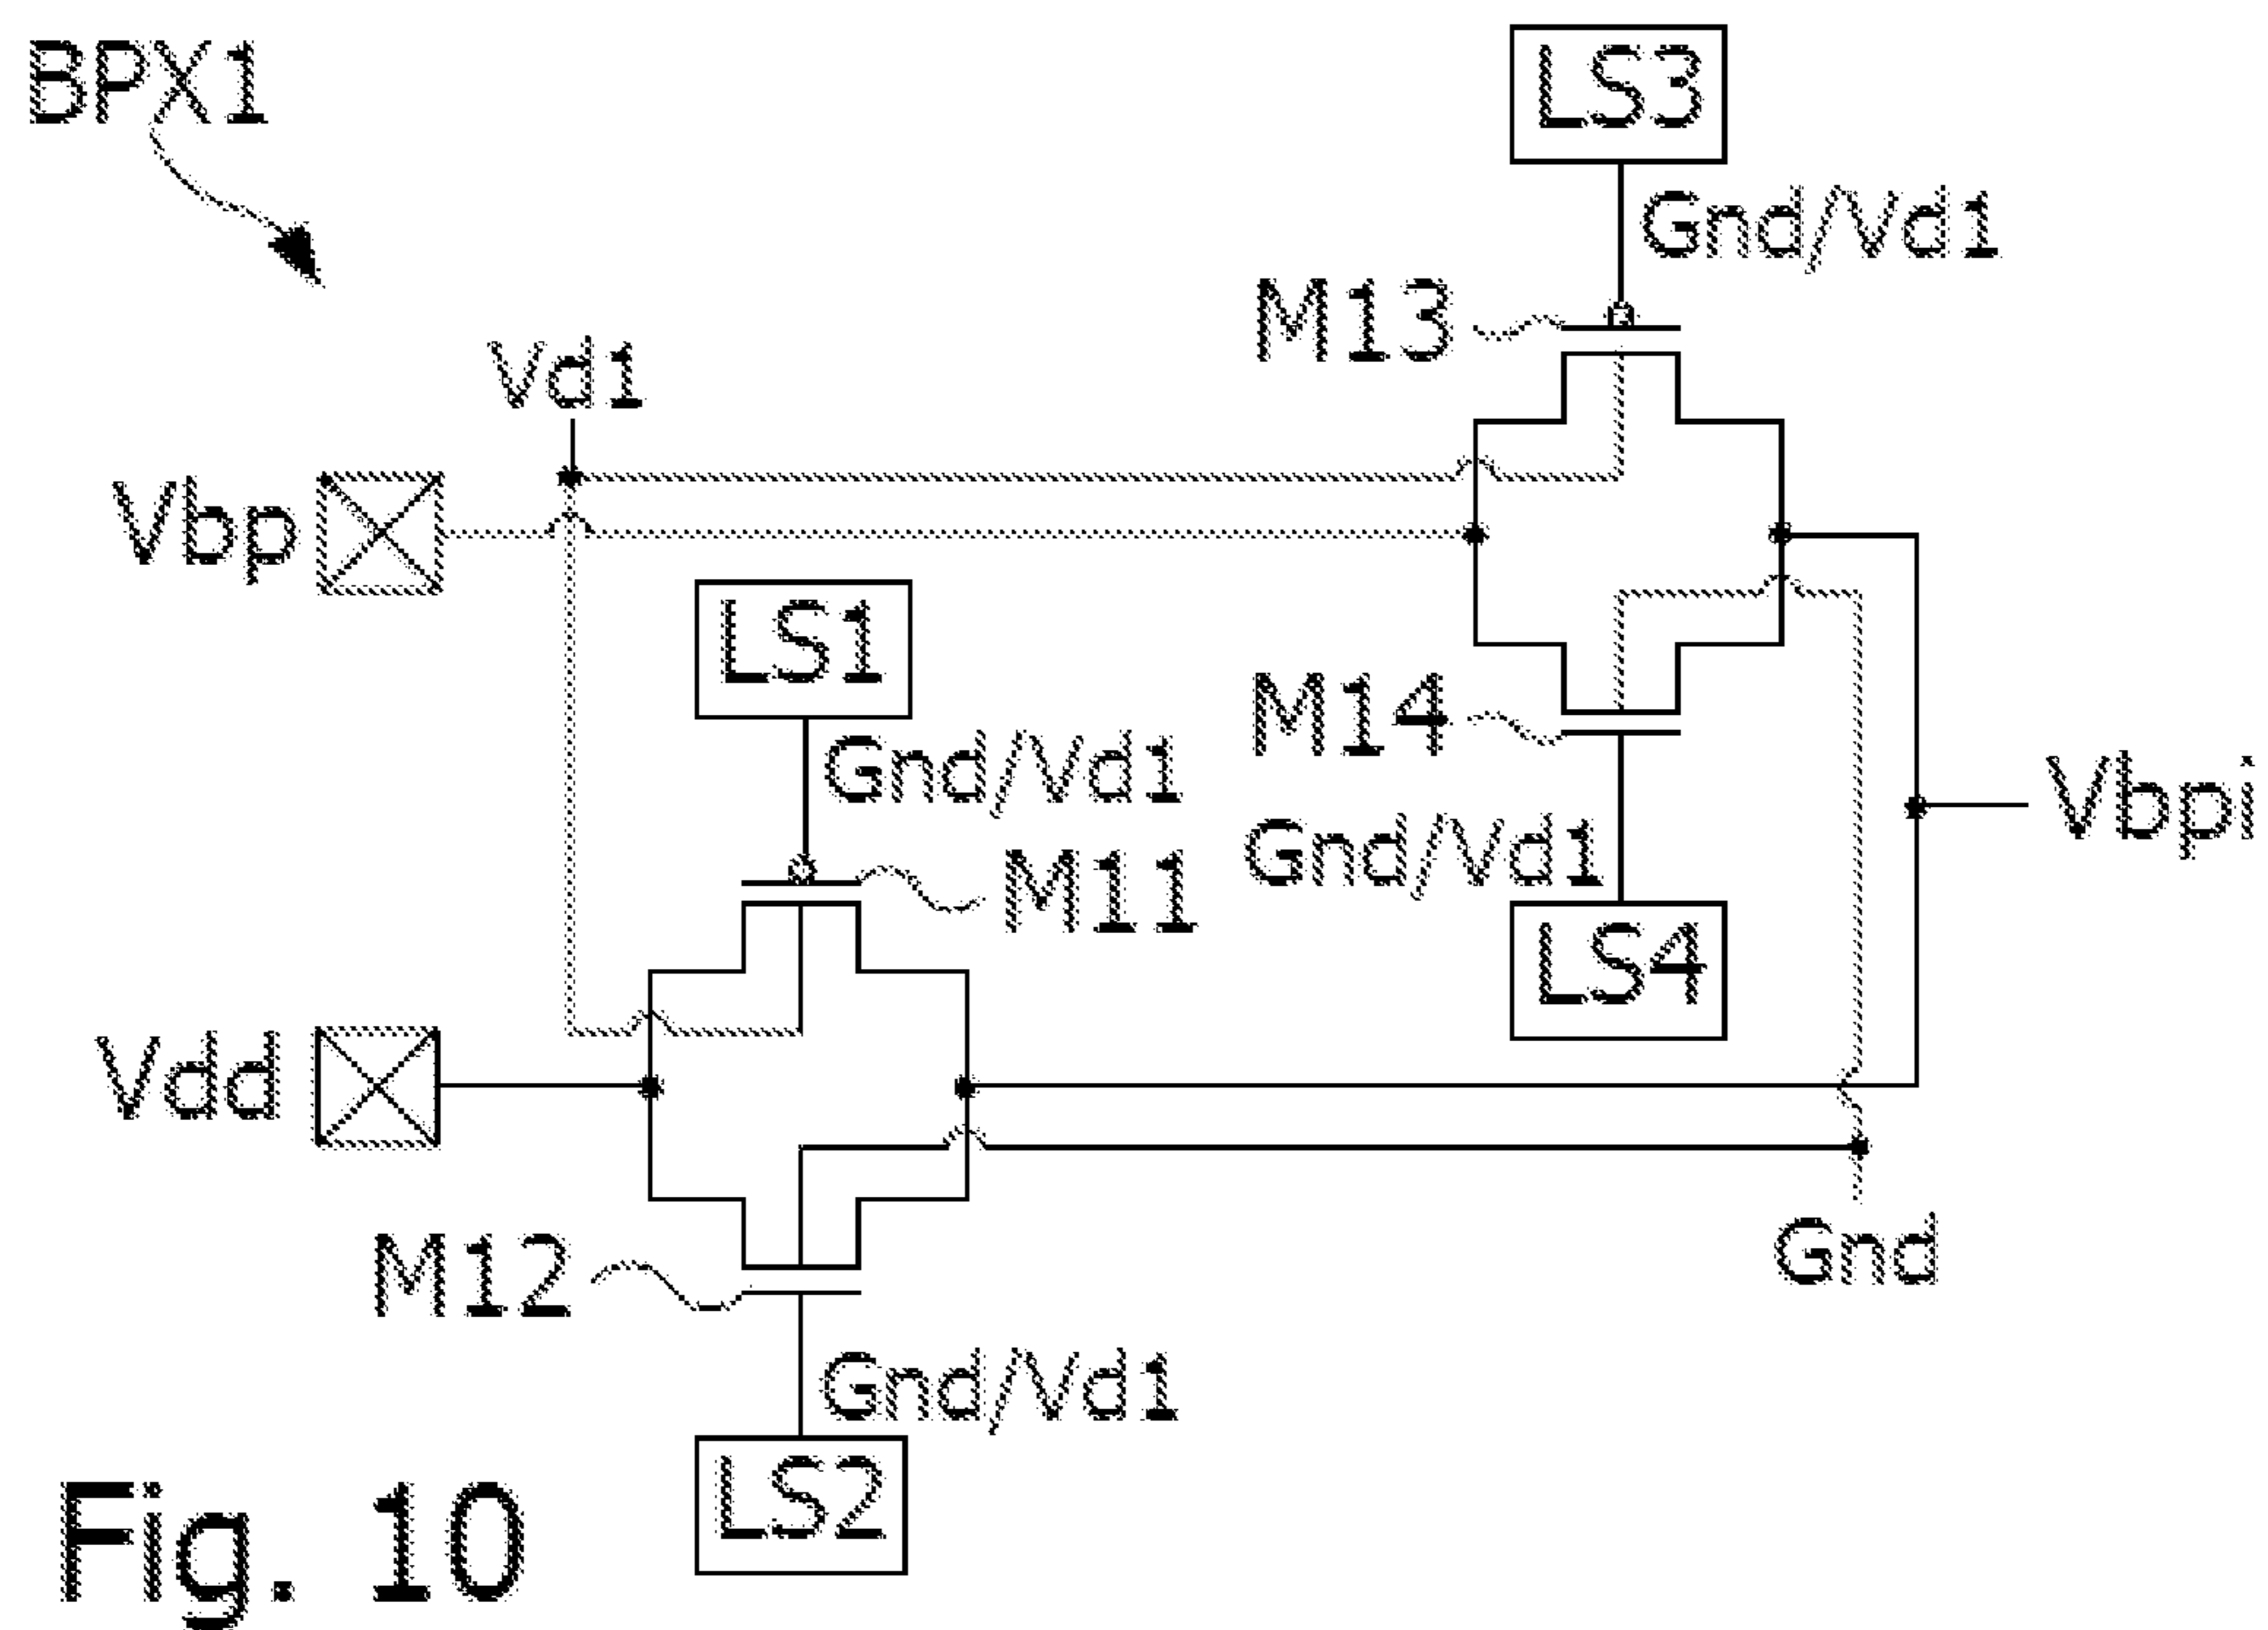 BPX1
LS3
Gnd/Vd1
M13
Vd1
Vbp
LS1
M14
Gnd/Vd1
Vbpi
Gnd/Vd1
M11
LS4
Vdd
M12
Gnd
Gnd/Vd1
LS2
Fig. 10